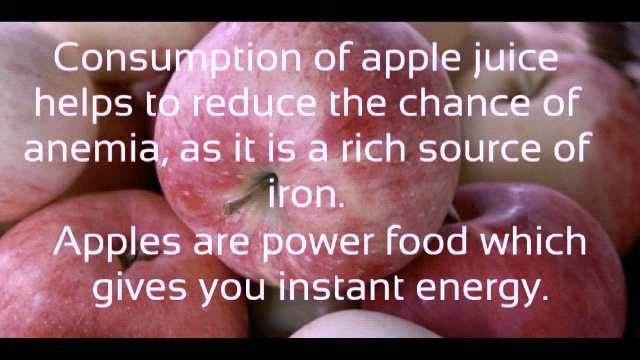 Consumption of apple juice
helps to reduce the chance of
anemia, as it is a rich source of
iron.
Apples are power food which
gives you instant energy.